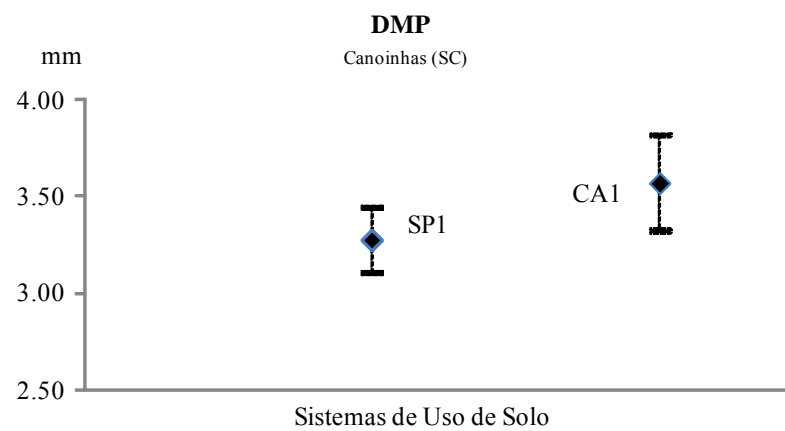 DMP
mm
Canoinhas (SC)
4.00
3.50
3.00
2.50
SP1
CA1
Sistemas de Uso de Solo